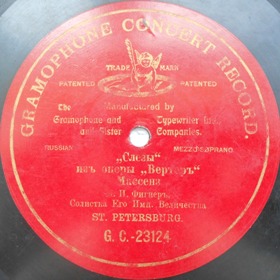 GRAMOPHONE CONCERT RECORD.
TRADE MARK
PATENTED PATENTED
The Manufactured by
Gramophone and Typewriter Ltd.
and Sister Companies.
RUSSIAN MEZZO SOPRANO
„Слезы"
изъ оперы „Вертеръ"
Массенэ
Фигнеръ
Солистка Его Имп. Величества
ST. PETERSBURG.
G. C.-23124